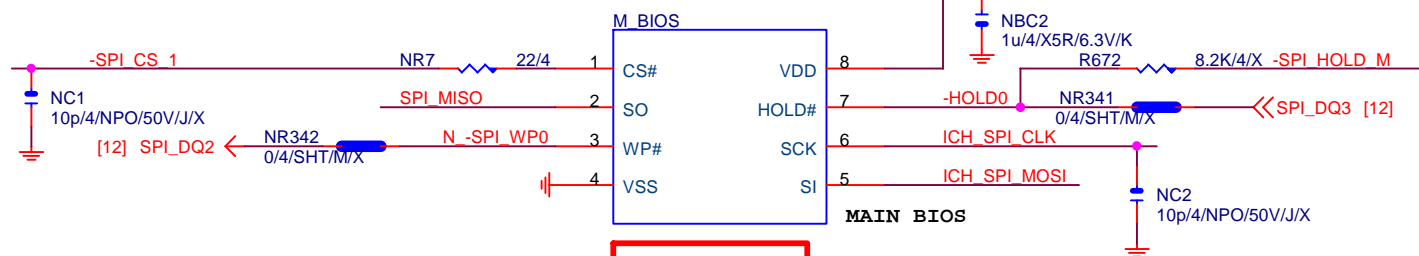 M_BIOS
NBC2
1u/4/X5R/6.3V/K
-SPI_CS_1 NR7 22/4 1 CS# VDD 8 R672 8.2K/4/X -SPI_HOLD_M
NC1
10p/4/NPO/50V/J/X
SPI_MISO 2 SO HOLD# 7 -HOLD0 NR341 SPI_DQ3 [12]
0/4/SHT/M/X
[12] SPI_DQ2 NR342 N_-SPI_WP0 3 WP# SCK 6 ICH_SPI_CLK
0/4/SHT/M/X
4 VSS SI 5 ICH_SPI_MOSI
NC2
10p/4/NPO/50V/J/X
MAIN BIOS